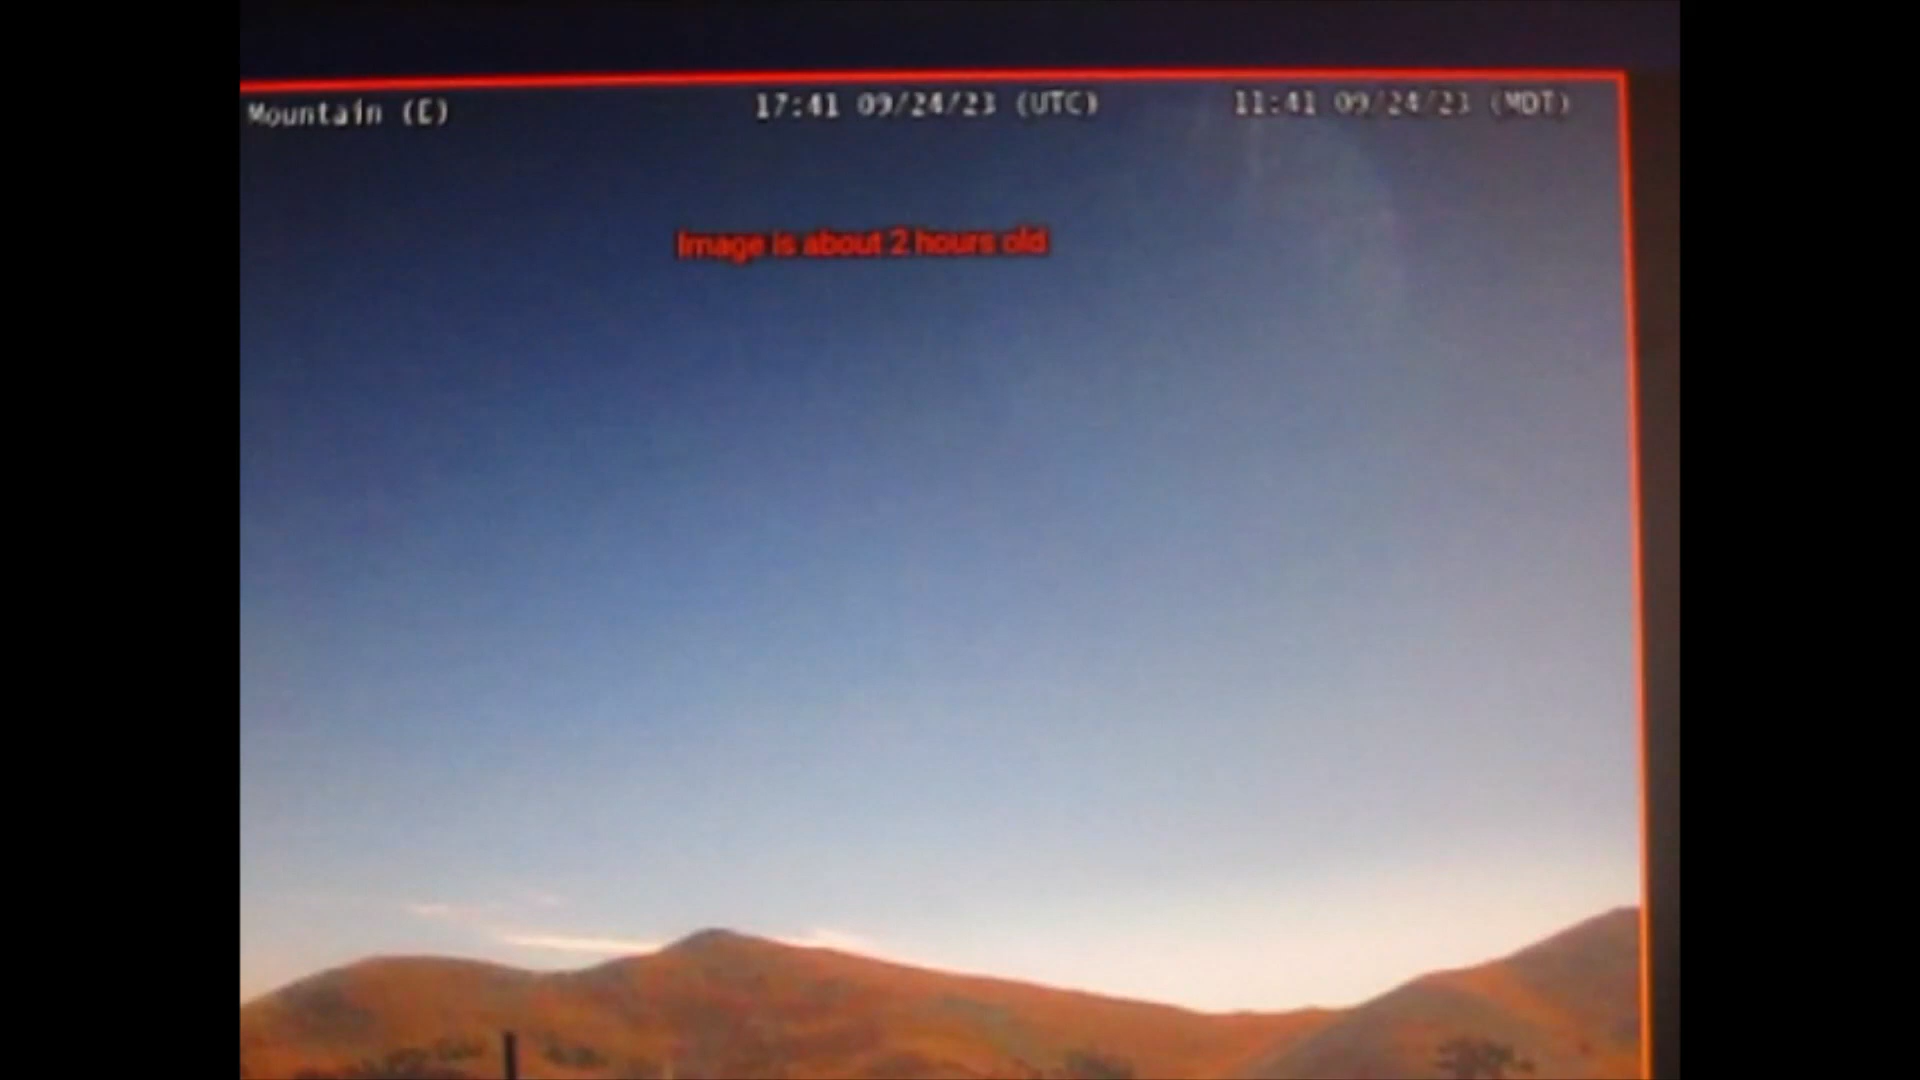 Mountain (E) 17:41 09/24/23 (UTC) 11:41 09/24/23 (MDT)
Image is about 2 hours old